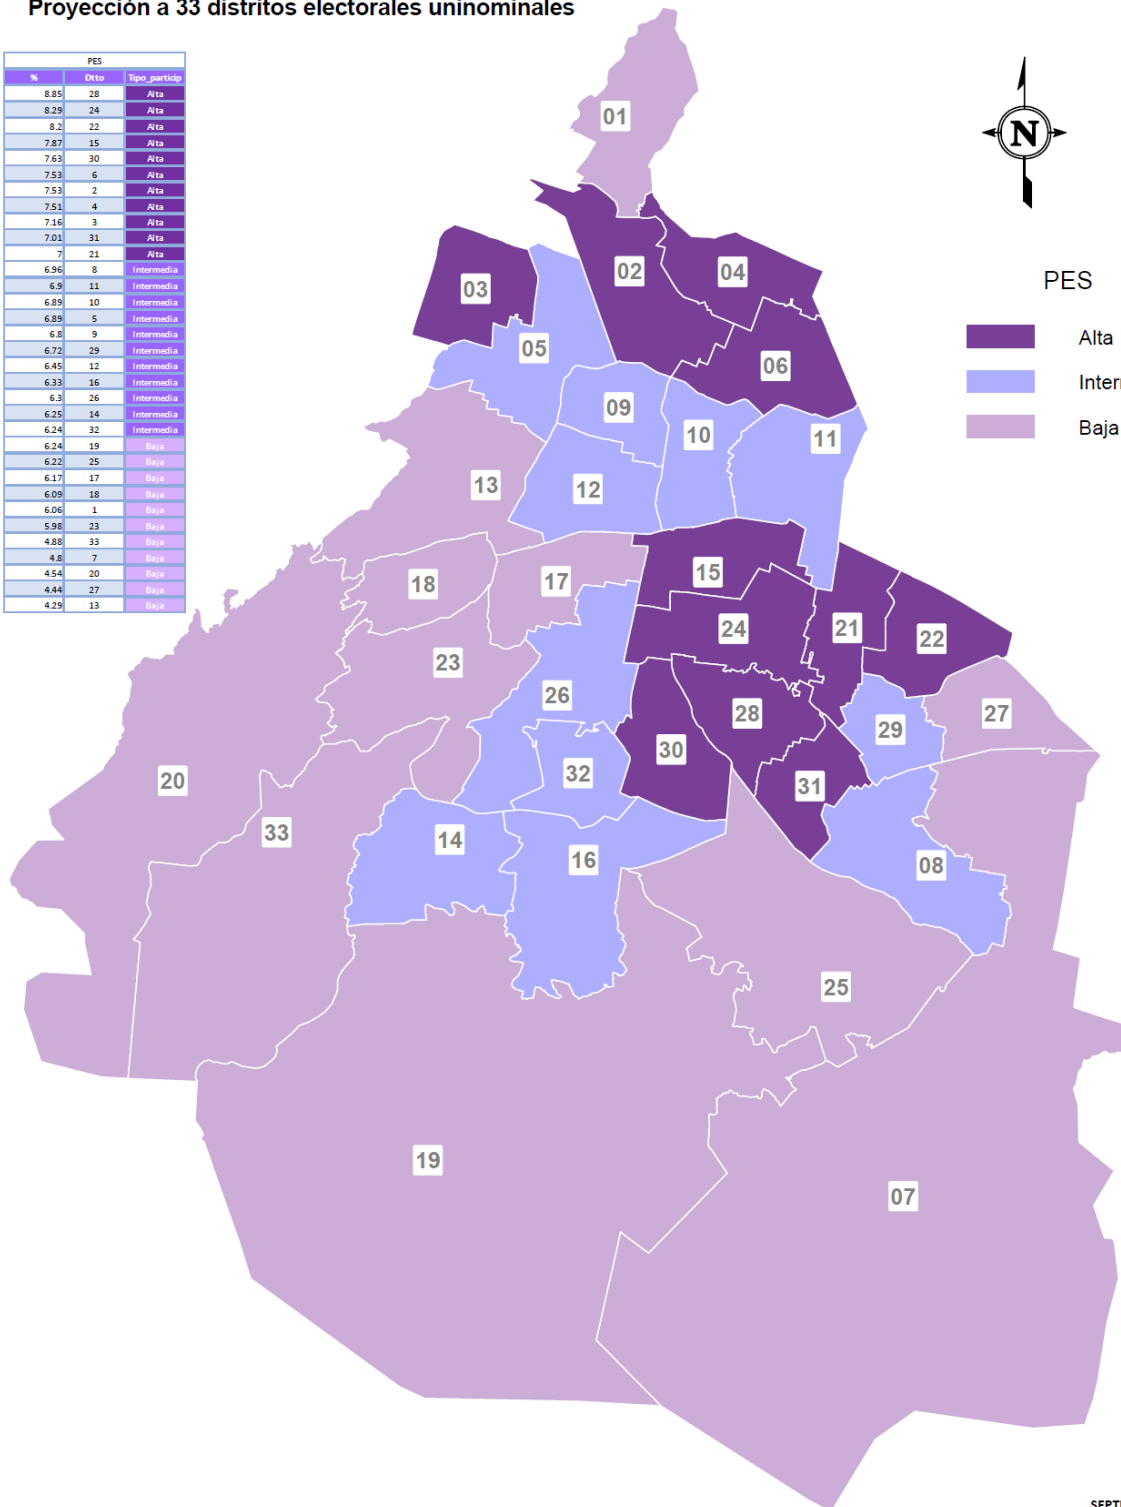 Proyección a 33 distritos electorales uninominales
PES
% Dtto Tipo_particip
8.85 28 Alta
8.29 24 Alta
8.2 22 Alta
7.87 15 Alta
7.63 30 Alta
7.53 6 Alta
7.53 2 Alta
7.51 4 Alta
7.16 3 Alta
7.01 31 Alta
7 21 Alta
6.96 8 Intermedia
6.9 11 Intermedia
6.89 10 Intermedia
6.89 5 Intermedia
6.8 9 Intermedia
6.72 29 Intermedia
6.45 12 Intermedia
6.33 16 Intermedia
6.3 26 Intermedia
6.25 14 Intermedia
6.24 32 Intermedia
6.24 19 Baja
6.22 25 Baja
6.17 17 Baja
6.09 18 Baja
6.06 1 Baja
5.98 23 Baja
4.88 33 Baja
4.8 7 Baja
4.54 20 Baja
4.44 27 Baja
4.29 13 Baja
N
PES
Alta
Inter
Baja
01
02
04
03
05
06
09
10
11
13
12
15
18
17
24
21
22
23
26
28
27
29
30
32
31
20
33
14
16
08
25
19
07
SEPT